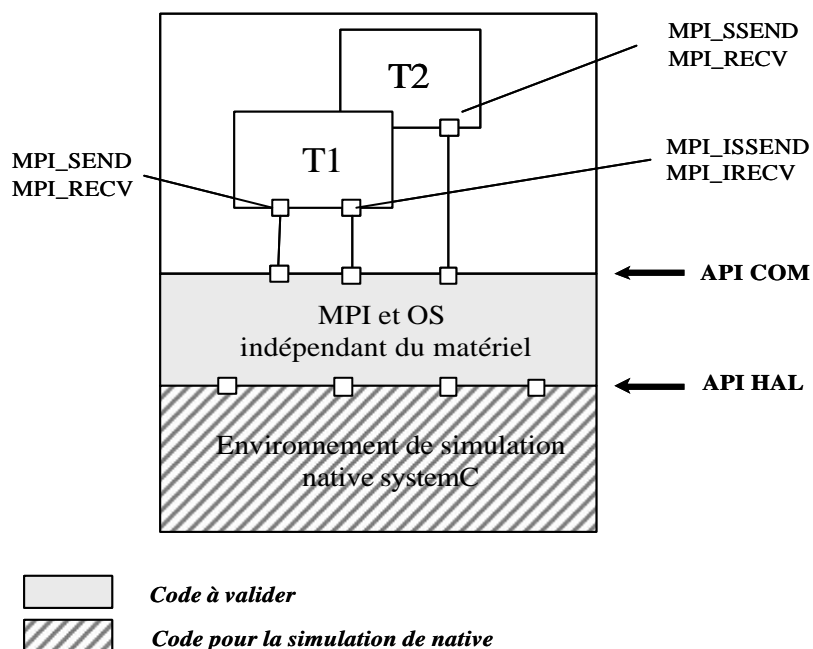 MPI_SSEND
MPI_RECV
T2
MPI_SEND
MPI_RECV
T1
MPI_ISSEND
MPI_IRECV
API COM
MPI et OS
indépendant du matériel
API HAL
Environnement de simulation
native systemC
Code à valider
Code pour la simulation de native